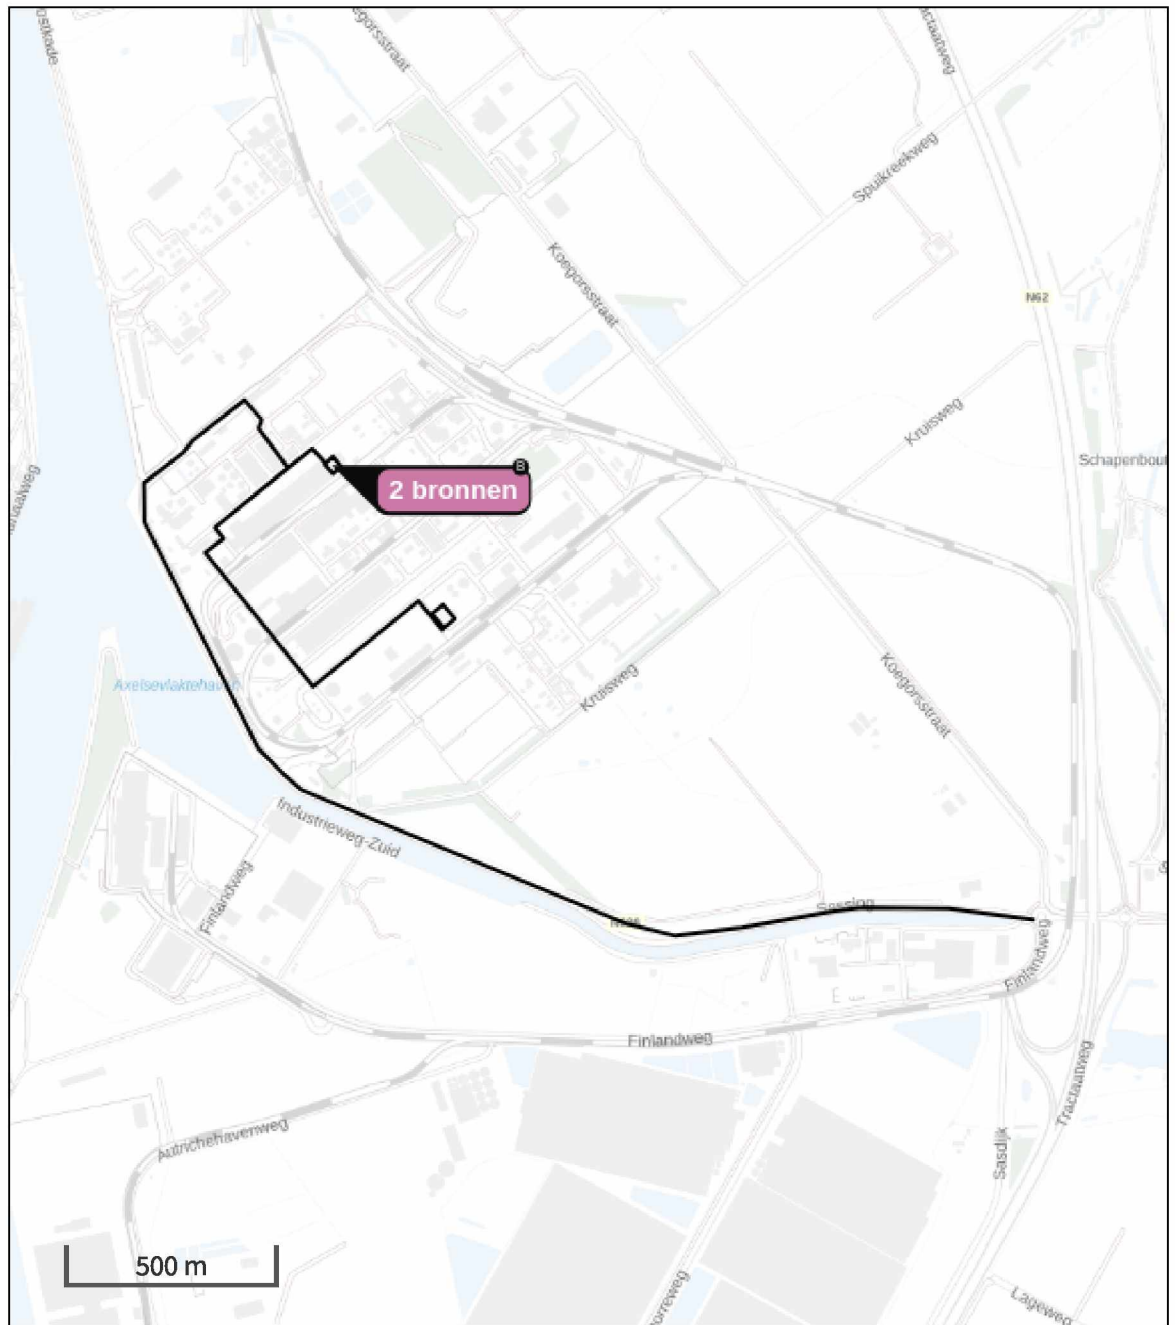 Koegorsstraat
Spuikreekweg
Koegorsstraat
N62
Kruisweg
Schapenbout
B
2 bronnen
Kruisweg
Koegorsstraat
Axelsevlaktehaven
Industrieweg-Zuid
Finlandweg
Finlandweg
Finlandweg
Tractaatweg
Autrichehavenweg
Sasdijk
500 m
Lageweg